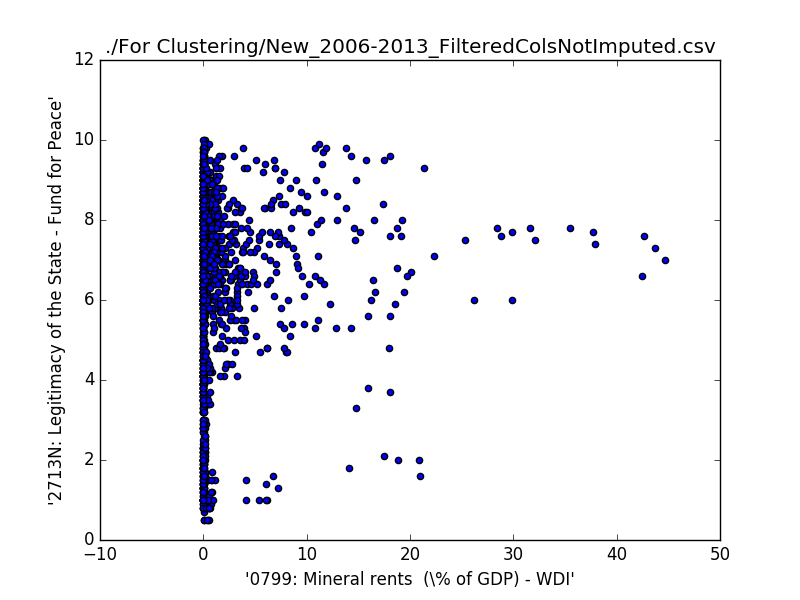 ./For Clustering/New_2006-2013_FilteredColsNotImputed.csv
12
10
8
6
4
2
0
'2713N: Legitimacy of the State - Fund for Peace'
−10 0 10 20 30 40 50
'0799: Mineral rents  (\% of GDP) - WDI'